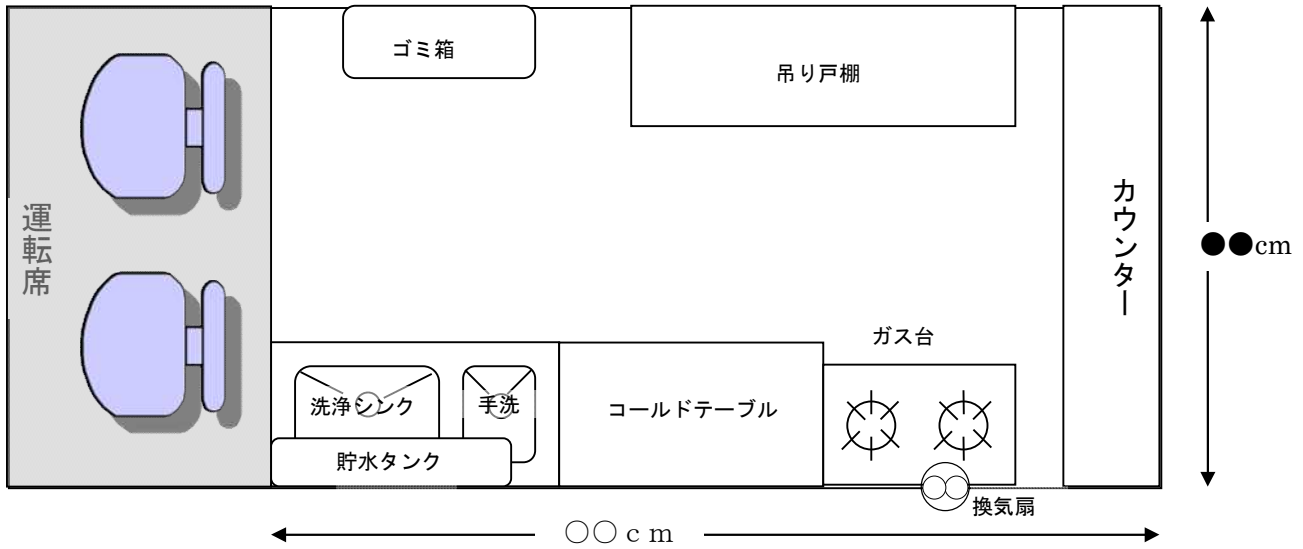 ゴミ箱
吊り戸棚
運転席
カウンター
●●cm
ガス台
洗浄シンク
手洗
コールドテーブル
貯水タンク
換気扇
○○ｃｍ